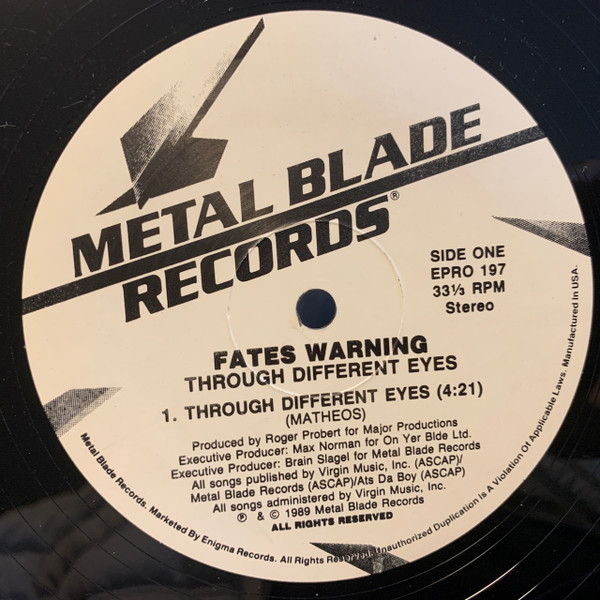 METAL BLADE
RECORDS®
SIDE ONE
EPRO 197
33⅓ RPM
Stereo
FATES WARNING
THROUGH DIFFERENT EYES
1. THROUGH DIFFERENT EYES (4:21)
(MATHEOS)
Produced by Roger Probert for Major Productions
Executive Producer: Max Norman for On Yer Blde Ltd.
Executive Producer: Brain Slagel for Metal Blade Records
All songs published by Virgin Music, Inc. (ASCAP)/
Metal Blade Records (ASCAP)/Ats Da Boy (ASCAP)
All songs administered by Virgin Music, Inc.
℗ & © 1989 Metal Blade Records
ALL RIGHTS RESERVED
Metal Blade Records. Marketed By Enigma Records. All Rights Reserved. Unauthorized Duplication is A Violation Of Applicable Laws. Manufactured In USA.